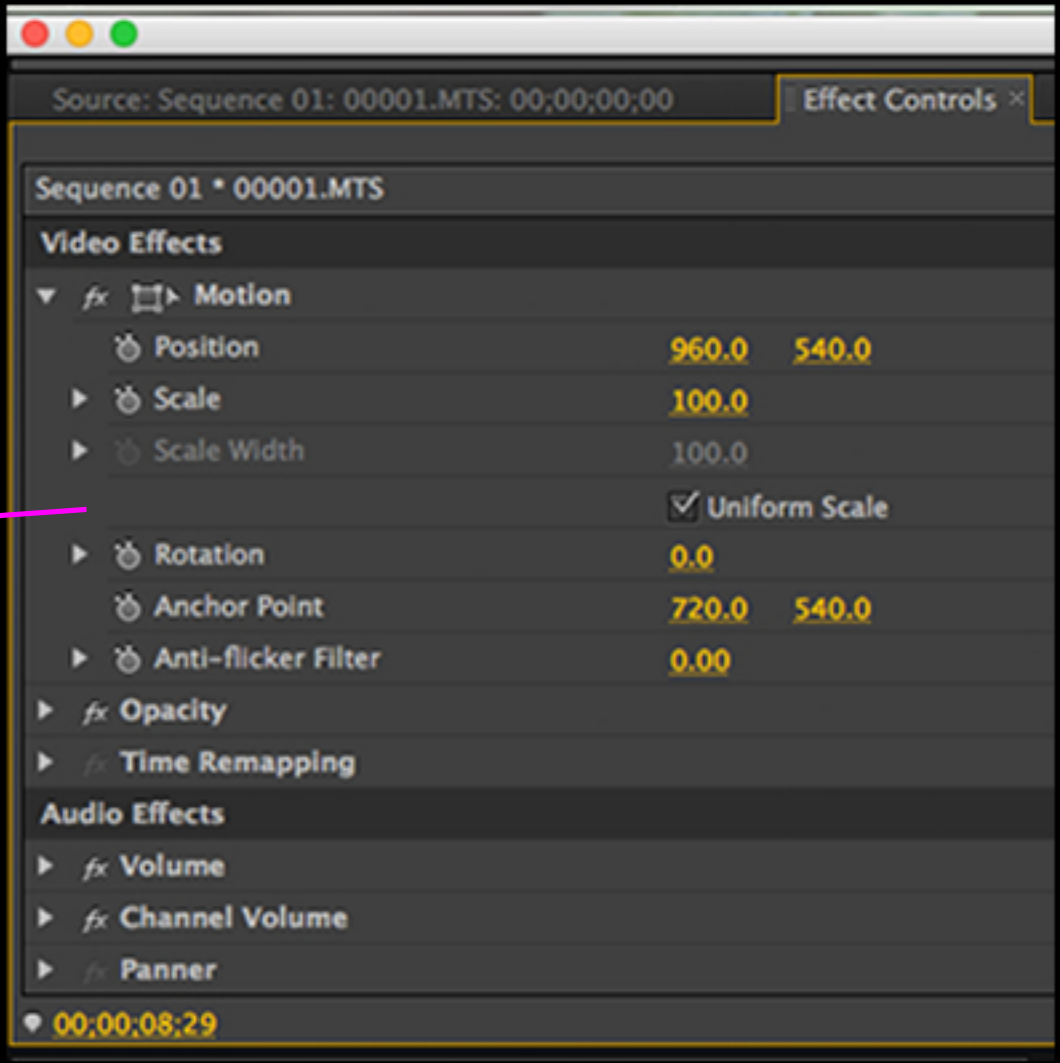 Source: Sequence 01: 00001.MTS: 00;00;00;00 Effect Controls ×
Sequence 01 * 00001.MTS
Video Effects
fx Motion
Position 960.0 540.0
Scale 100.0
Scale Width 100.0
Uniform Scale
Rotation 0.0
Anchor Point 720.0 540.0
Anti-flicker Filter 0.00
fx Opacity
fx Time Remapping
Audio Effects
fx Volume
fx Channel Volume
fx Panner
00;00;08;29